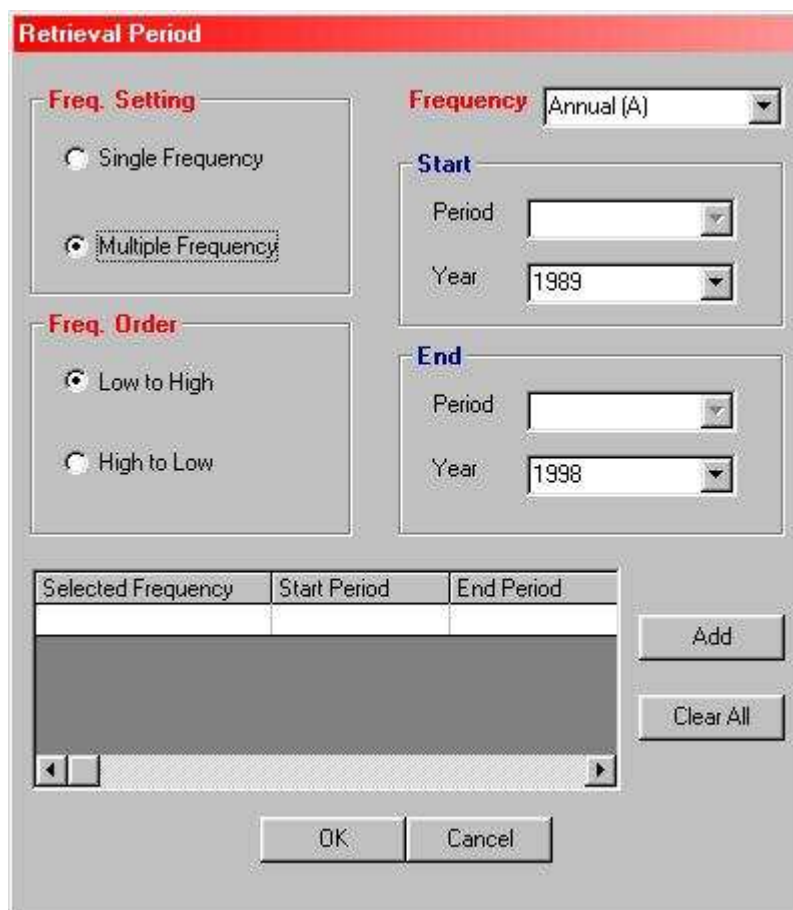 Retrieval Period
Freq. Setting
Single Frequency
Multiple Frequency
Freq. Order
Low to High
High to Low
Frequency Annual (A)
Start
Period
Year 1989
End
Period
Year 1998
Selected Frequency Start Period End Period
Add
Clear All
OK Cancel